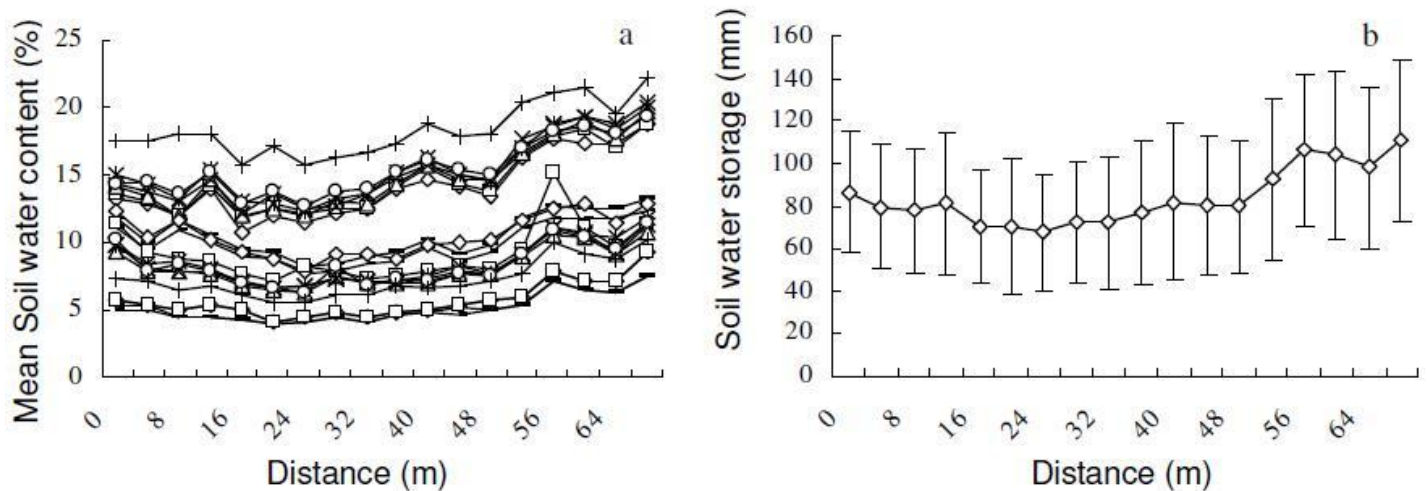 a
Mean Soil water content (%)
25
20
15
10
5
0
0 8 16 24 32 40 48 56 64
Distance (m)
b
Soil water storage (mm)
160
140
120
100
80
60
40
20
0
0 8 16 24 32 40 48 56 64
Distance (m)